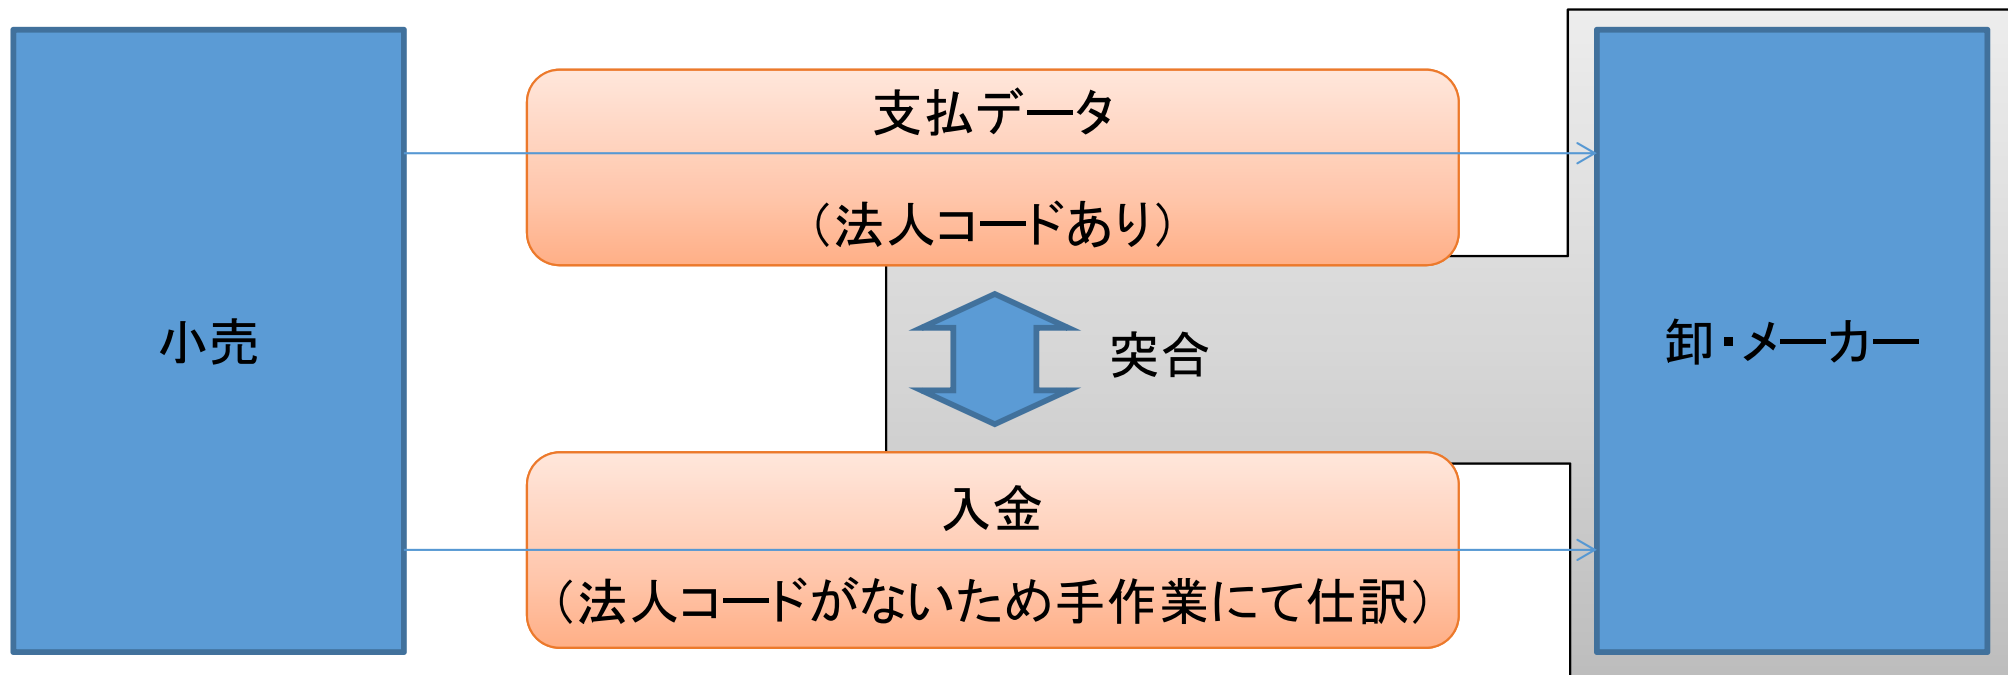 支払データ
（法人コードあり）
小売
突合
卸・メーカー
入金
（法人コードがないため手作業にて仕訳）